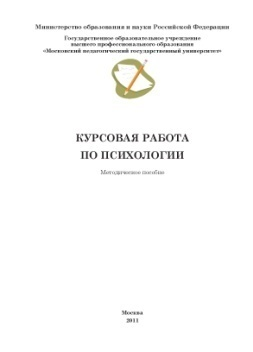 Министерство образования и науки Российской Федерации
Государственное образовательное учреждение
высшего профессионального образования
«Московский педагогический государственный университет»
КУРСОВАЯ РАБОТА
ПО ПСИХОЛОГИИ
Методическое пособие
Москва
2011